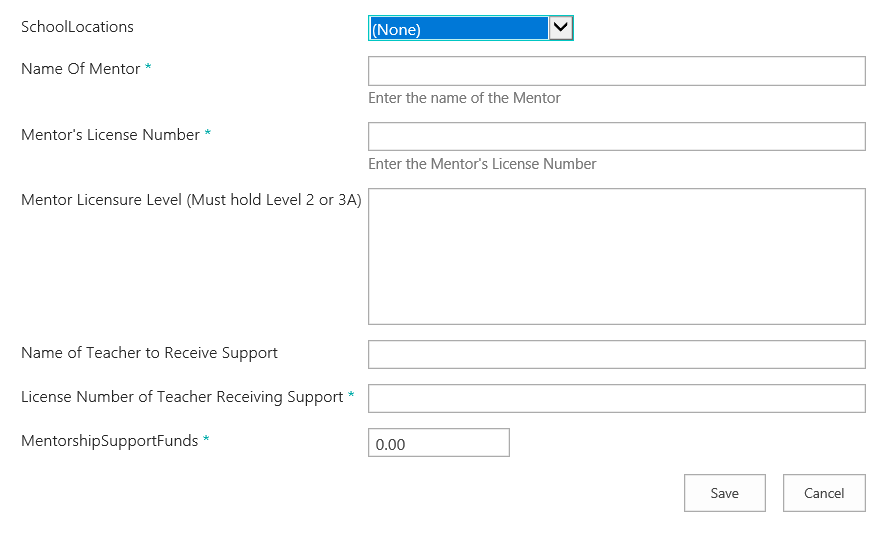 SchoolLocations (None)
Name Of Mentor *
Enter the name of the Mentor
Mentor's License Number *
Enter the Mentor's License Number
Mentor Licensure Level (Must hold Level 2 or 3A)
Name of Teacher to Receive Support
License Number of Teacher Receiving Support *
MentorshipSupportFunds * 0.00
Save Cancel